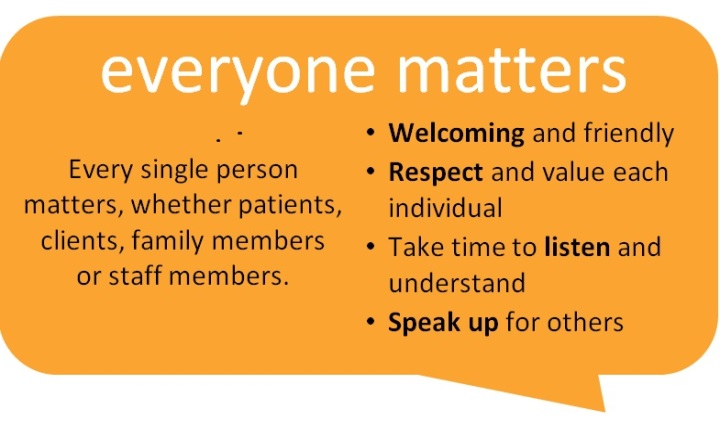 everyone matters
Every single person
matters, whether patients,
clients, family members
or staff members.
• Welcoming and friendly
• Respect and value each
individual
• Take time to listen and
understand
• Speak up for others